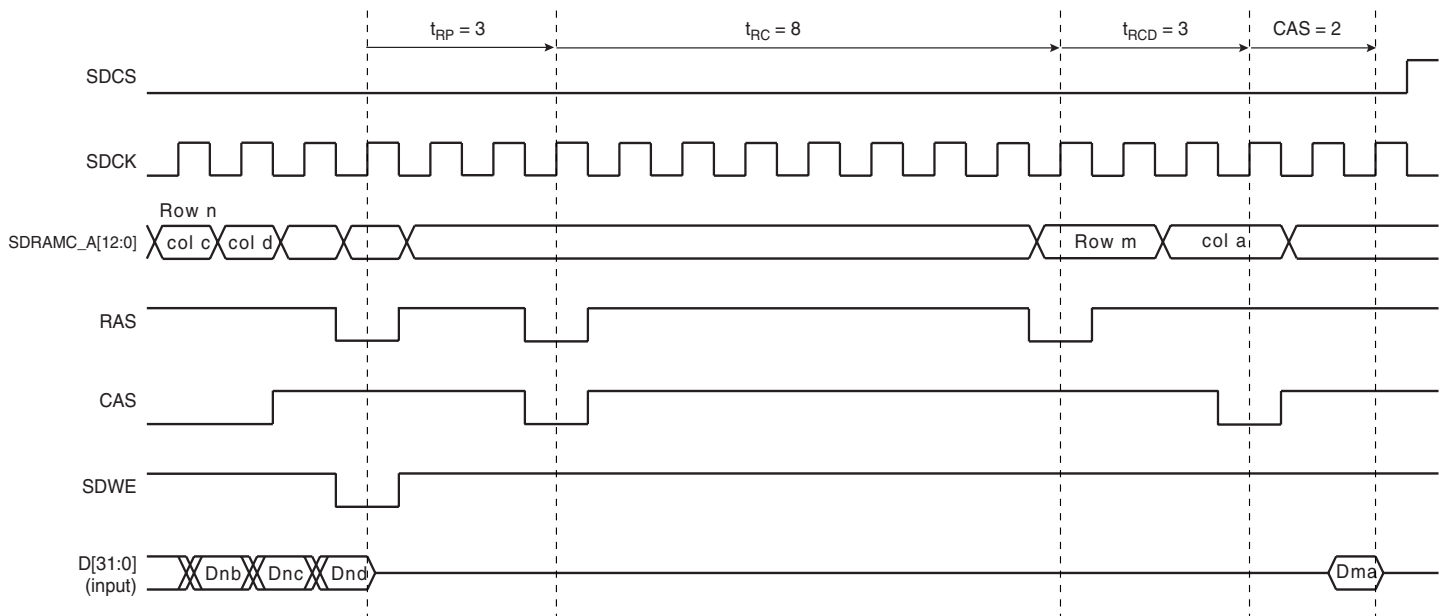 tRP = 3
tRC = 8
tRCD = 3
CAS = 2
SDCS
SDCK
Row n
SDRAMC_A[12:0]
col c
col d
Row m
col a
RAS
CAS
SDWE
D[31:0]
(input)
Dnb
Dnc
Dnd
Dma